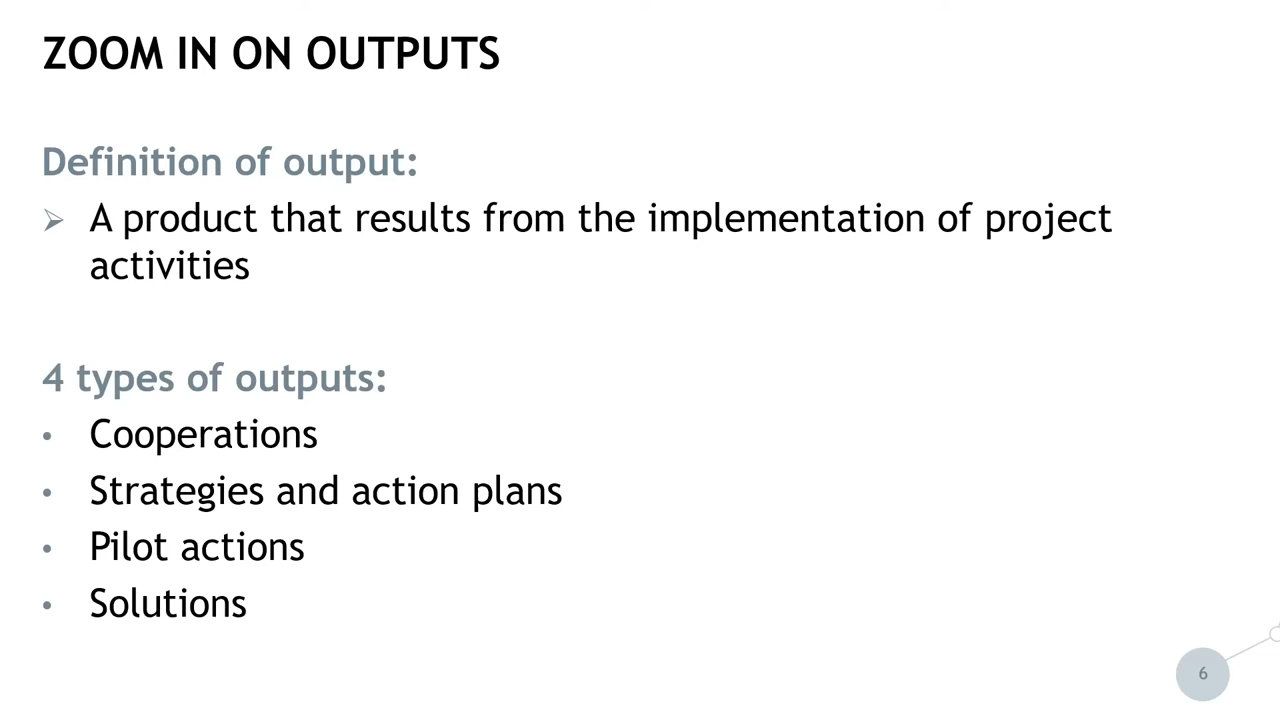 ZOOM IN ON OUTPUTS
Definition of output:
➢ A product that results from the implementation of project
activities
4 types of outputs:
• Cooperations
• Strategies and action plans
• Pilot actions
• Solutions
6